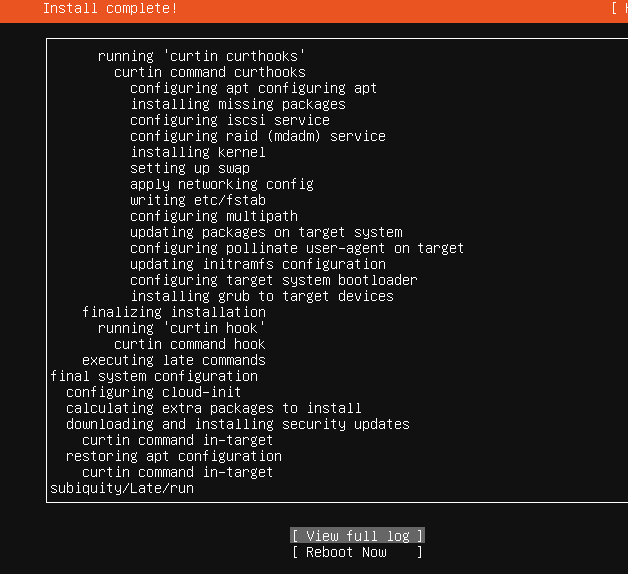 Install complete!
[
running 'curtin curthooks'
curtin command curthooks
configuring apt configuring apt
installing missing packages
configuring iscsi service
configuring raid (mdadm) service
installing kernel
setting up swap
apply networking config
writing etc/fstab
configuring multipath
updating packages on target system
configuring pollinate user-agent on target
updating initramfs configuration
configuring target system bootloader
installing grub to target devices
finalizing installation
running 'curtin hook'
curtin command hook
executing late commands
final system configuration
configuring cloud-init
calculating extra packages to install
downloading and installing security updates
curtin command in-target
restoring apt configuration
curtin command in-target
subiquity/Late/run
[ View full log ]
[ Reboot Now    ]